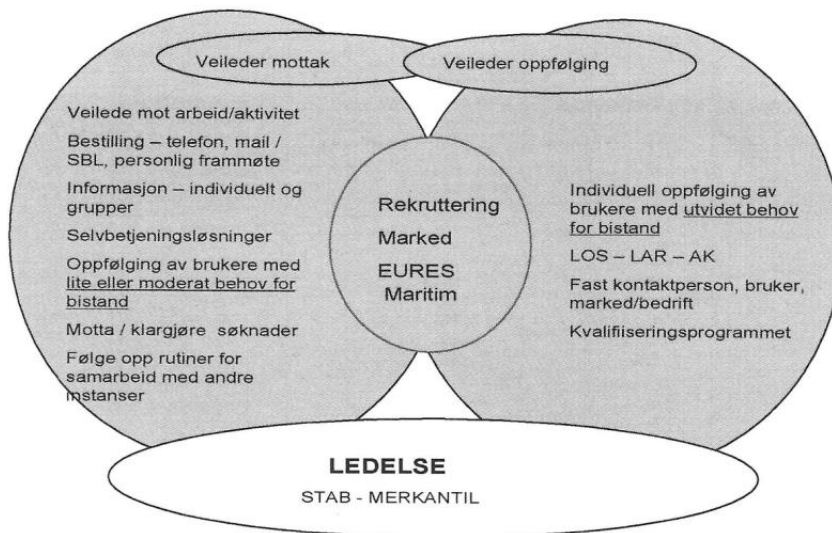 Veileder mottak
Veileder oppfølging
Veilede mot arbeid/aktivitet
Bestilling – telefon, mail /
SBL, personlig frammøte
Informasjon – individuelt og
grupper
Selvbetjeningsløsninger
Oppfølging av brukere med
lite eller moderat behov for
bistand
Motta / klargjøre søknader
Følge opp rutiner for
samarbeid med andre
instanser
Rekruttering
Marked
EURES
Maritim
Individuell oppfølging av
brukere med utvidet behov
for bistand
LOS – LAR – AK
Fast kontaktperson, bruker,
marked/bedrift
Kvalifiiseringsprogrammet
LEDELSE
STAB - MERKANTIL